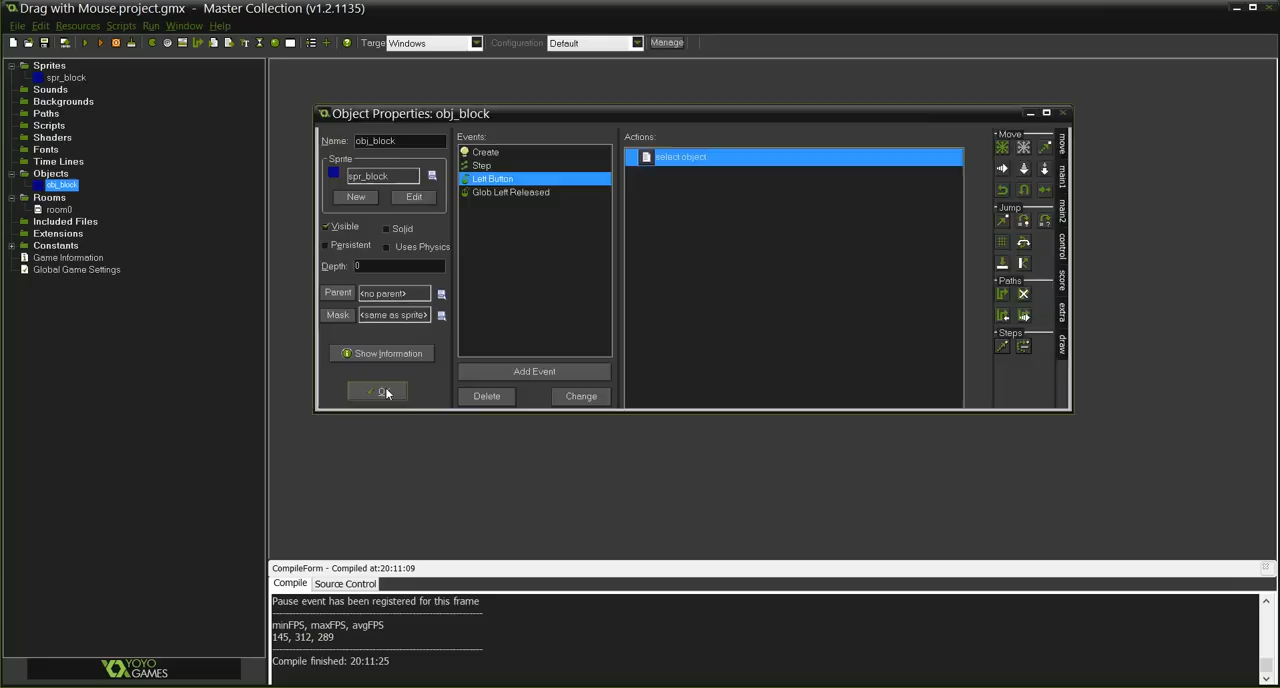 Drag with Mouse.project.gmx - Master Collection (v1.2.1135)
File Edit Resources Scripts Run Window Help
Targe Windows Configuration Default Manage
Sprites
spr_block
Sounds
Backgrounds
Paths
Scripts
Shaders
Fonts
Time Lines
Objects
obj_block
Rooms
room0
Included Files
Extensions
Constants
Game Information
Global Game Settings
YOYO
GAMES
Object Properties: obj_block
Name: obj_block
Sprite
spr_block
New Edit
Visible Solid
Persistent Uses Physics
Depth: 0
Parent <no parent>
Mask <same as sprite>
Show Information
Events:
Create
Step
Left Button
Glob Left Released
Add Event
Delete Change
Actions:
select object
Move
Jump
Paths
Steps
move
main1
main2
control
score
extra
draw
CompileForm - Compiled at:20:11:09
Compile Source Control
Pause event has been registered for this frame
minFPS, maxFPS, avgFPS
145, 312, 289
Compile finished: 20:11:25